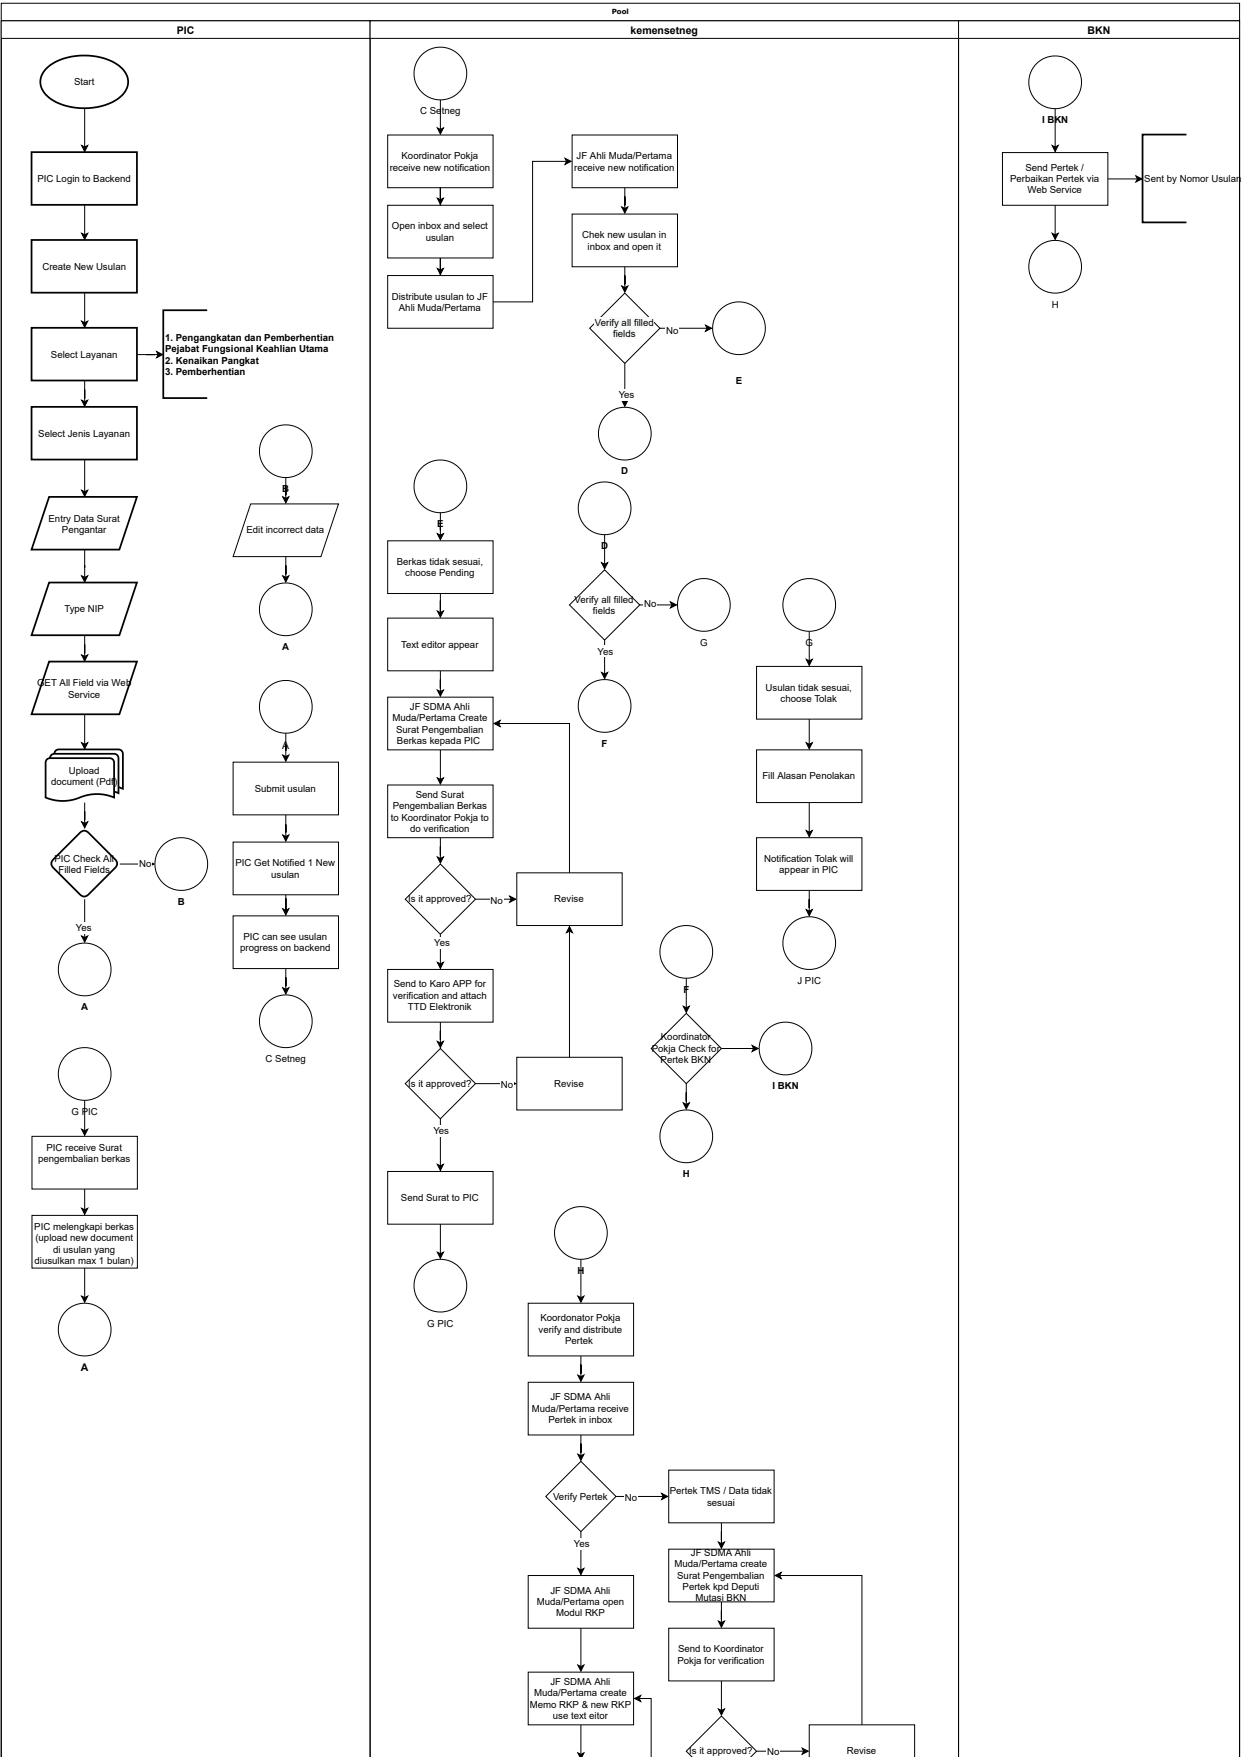 Pool
PIC
kemensetneg
BKN
Start
PIC Login to Backend
Create New Usulan
Select Layanan
1. Pengangkatan dan Pemberhentian
Pejabat Fungsional Keahlian Utama
2. Kenaikan Pangkat
3. Pemberhentian
Select Jenis Layanan
Entry Data Surat
Pengantar
Type NIP
GET All Field via Web
Service
Upload
document (Pdf)
PIC Check All
Filled Fields
No
B
Yes
A
B
Edit incorrect data
A
A
Submit usulan
PIC Get Notified 1 New
usulan
PIC can see usulan
progress on backend
C Setneg
G PIC
PIC receive Surat
pengembalian berkas
PIC melengkapi berkas
(upload new document
di usulan yang
diusulkan max 1 bulan)
A
C Setneg
Koordinator Pokja
receive new notification
Open inbox and select
usulan
Distribute usulan to JF
Ahli Muda/Pertama
JF Ahli Muda/Pertama
receive new notification
Chek new usulan in
inbox and open it
Verify all filled
fields
No
E
Yes
D
E
Berkas tidak sesuai,
choose Pending
Text editor appear
JF SDMA Ahli
Muda/Pertama Create
Surat Pengembalian
Berkas kepada PIC
Send Surat
Pengembalian Berkas
to Koordinator Pokja to
do verification
Is it approved?
No
Revise
Yes
Send to Karo APP for
verification and attach
TTD Elektronik
Is it approved?
No
Revise
Yes
Send Surat to PIC
G PIC
D
Verify all filled
fields
No
G
Yes
F
G
Usulan tidak sesuai,
choose Tolak
Fill Alasan Penolakan
Notification Tolak will
appear in PIC
J PIC
F
Koordinator
Pokja Check for
Pertek BKN
I BKN
H
H
Koordonator Pokja
verify and distribute
Pertek
JF SDMA Ahli
Muda/Pertama receive
Pertek in inbox
Verify Pertek
No
Pertek TMS / Data tidak
sesuai
Yes
JF SDMA Ahli
Muda/Pertama open
Modul RKP
JF SDMA Ahli
Muda/Pertama create
Memo RKP & new RKP
use text eitor
JF SDMA Ahli
Muda/Pertama create
Surat Pengembalian
Pertek kpd Deputi
Mutasi BKN
Send to Koordinator
Pokja for verification
Is it approved?
No
Revise
I BKN
Send Pertek /
Perbaikan Pertek via
Web Service
Sent by Nomor Usulan
H